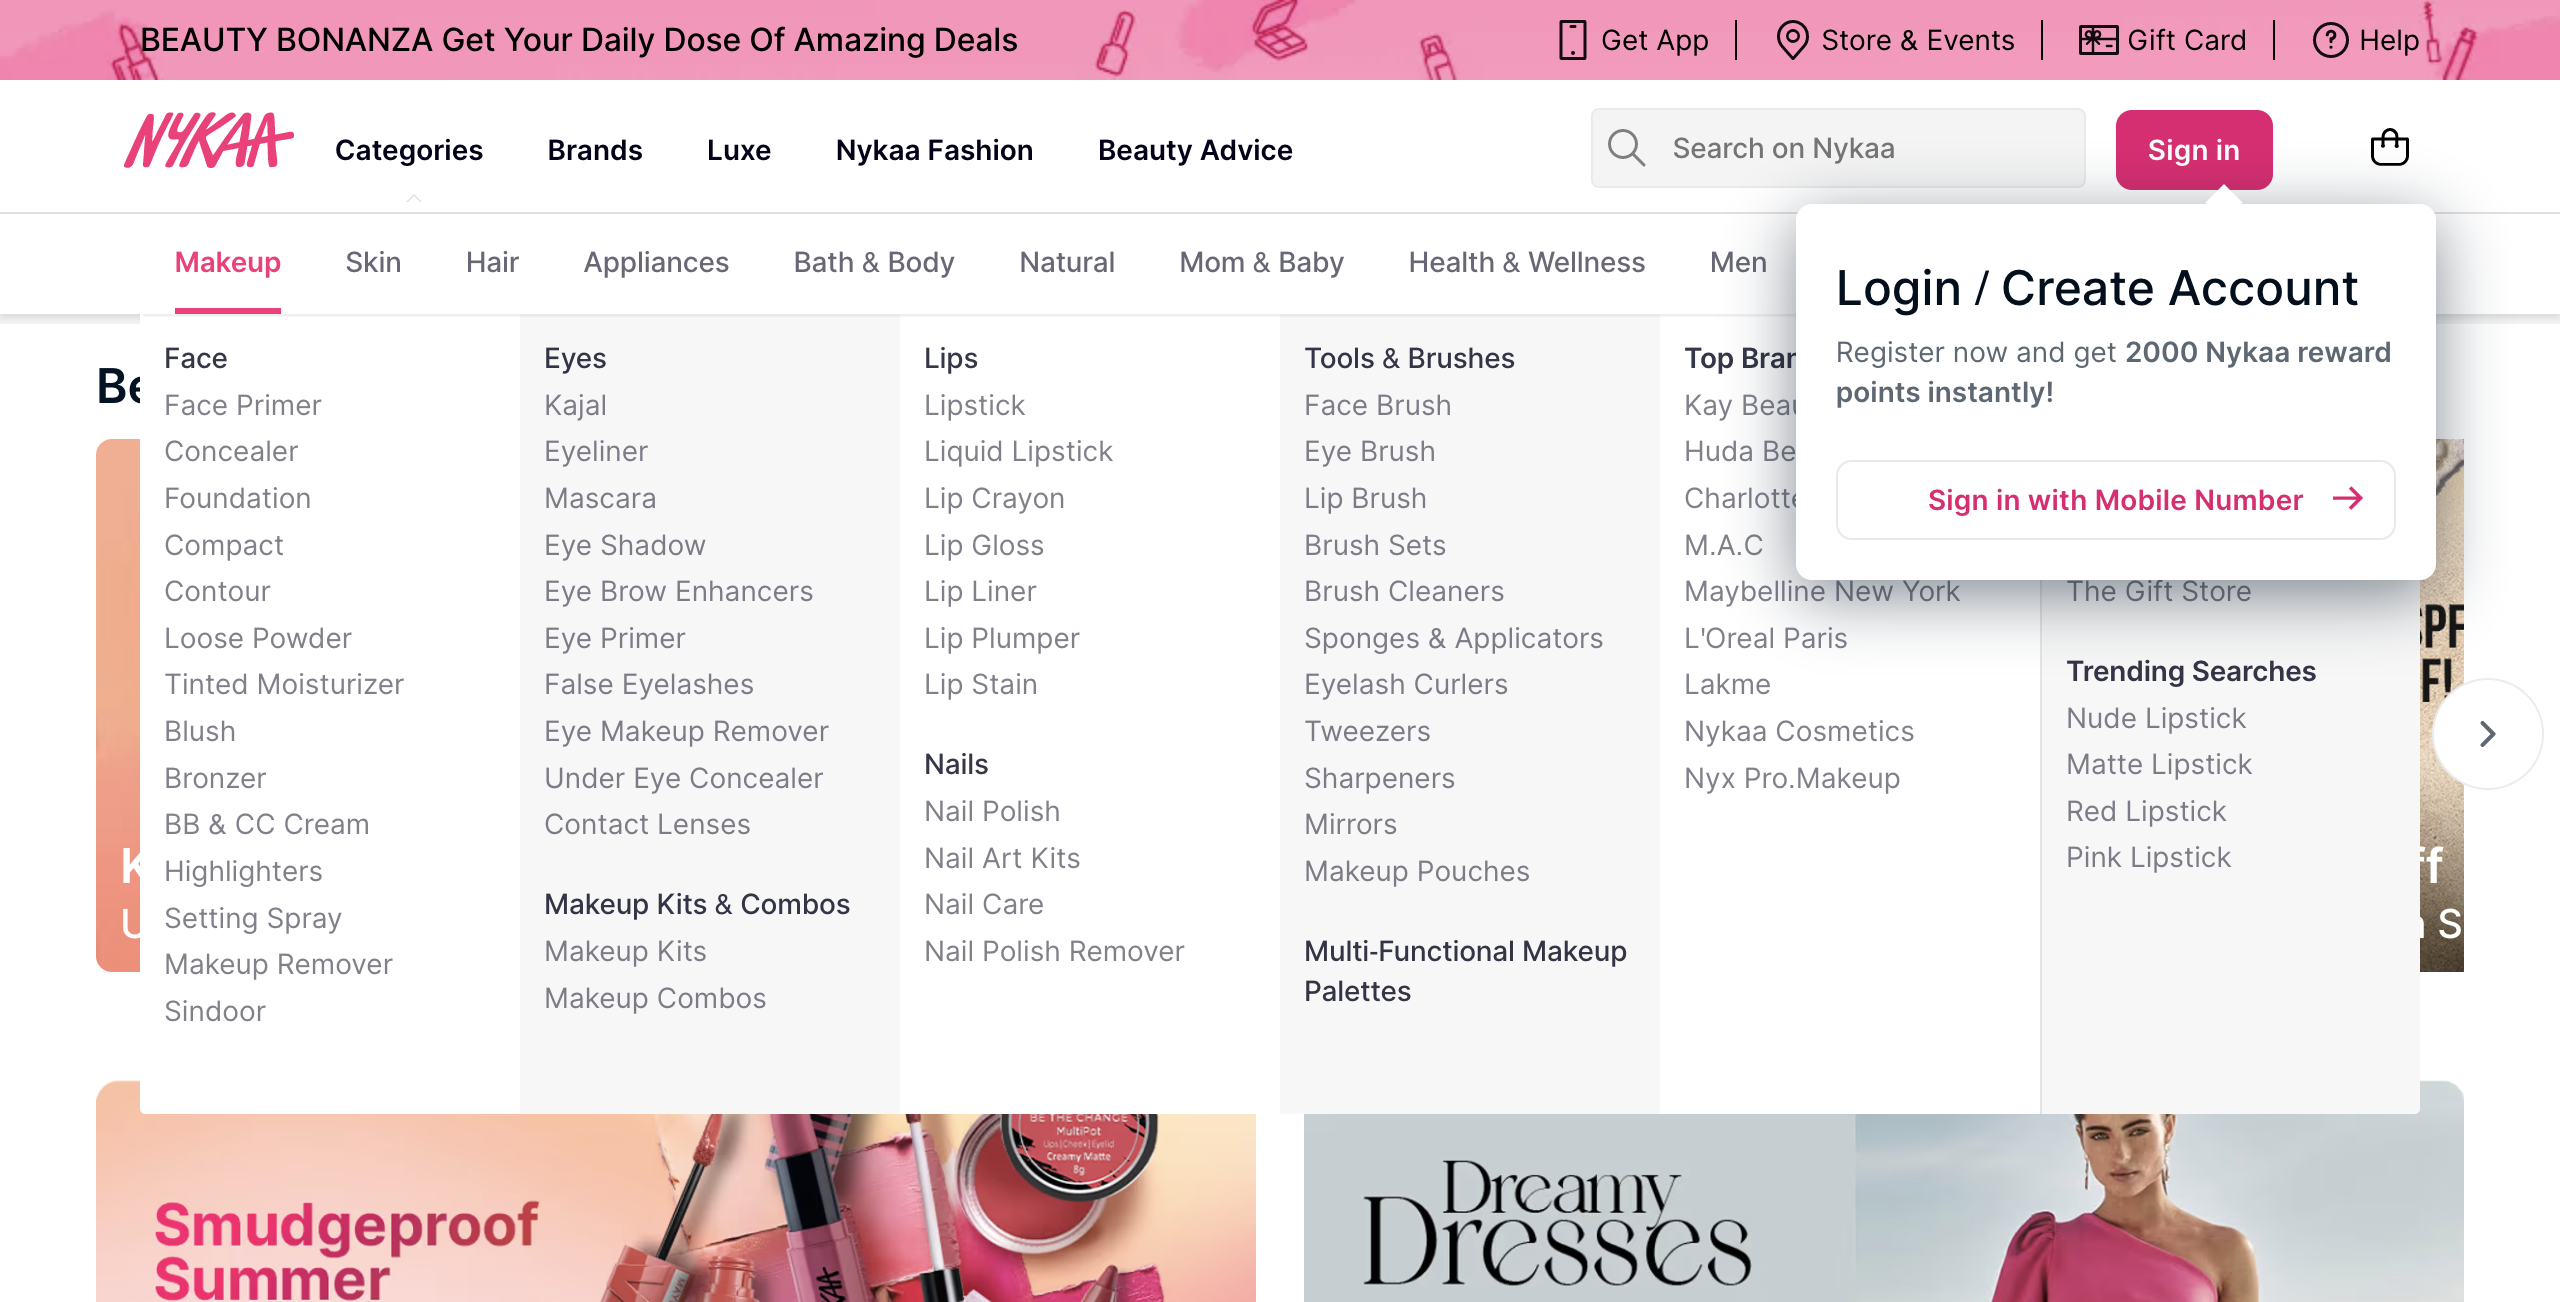 BEAUTY BONANZA Get Your Daily Dose Of Amazing Deals
Get App
Store & Events
Gift Card
Help
NYKAA
Categories
Brands
Luxe
Nykaa Fashion
Beauty Advice
Search on Nykaa
Sign in
Makeup
Skin
Hair
Appliances
Bath & Body
Natural
Mom & Baby
Health & Wellness
Men
Login / Create Account
Register now and get 2000 Nykaa reward
points instantly!
Sign in with Mobile Number
Face
Face Primer
Concealer
Foundation
Compact
Contour
Loose Powder
Tinted Moisturizer
Blush
Bronzer
BB & CC Cream
Highlighters
Setting Spray
Makeup Remover
Sindoor
Eyes
Kajal
Eyeliner
Mascara
Eye Shadow
Eye Brow Enhancers
Eye Primer
False Eyelashes
Eye Makeup Remover
Under Eye Concealer
Contact Lenses
Makeup Kits & Combos
Makeup Kits
Makeup Combos
Lips
Lipstick
Liquid Lipstick
Lip Crayon
Lip Gloss
Lip Liner
Lip Plumper
Lip Stain
Nails
Nail Polish
Nail Art Kits
Nail Care
Nail Polish Remover
Tools & Brushes
Face Brush
Eye Brush
Lip Brush
Brush Sets
Brush Cleaners
Sponges & Applicators
Eyelash Curlers
Tweezers
Sharpeners
Mirrors
Makeup Pouches
Multi-Functional Makeup
Palettes
Top
Kay
Huda
Charlotte
M.A.C
Maybelline New York
L'Oreal Paris
Lakme
Nykaa Cosmetics
Nyx Pro.Makeup
The Gift Store
Trending Searches
Nude Lipstick
Matte Lipstick
Red Lipstick
Pink Lipstick
BE THE CHANGE
MultiPot
Lips|Cheek|Eyelid
Creamy Matte
8g
Smudgeproof
Summer
Dreamy
Dresses